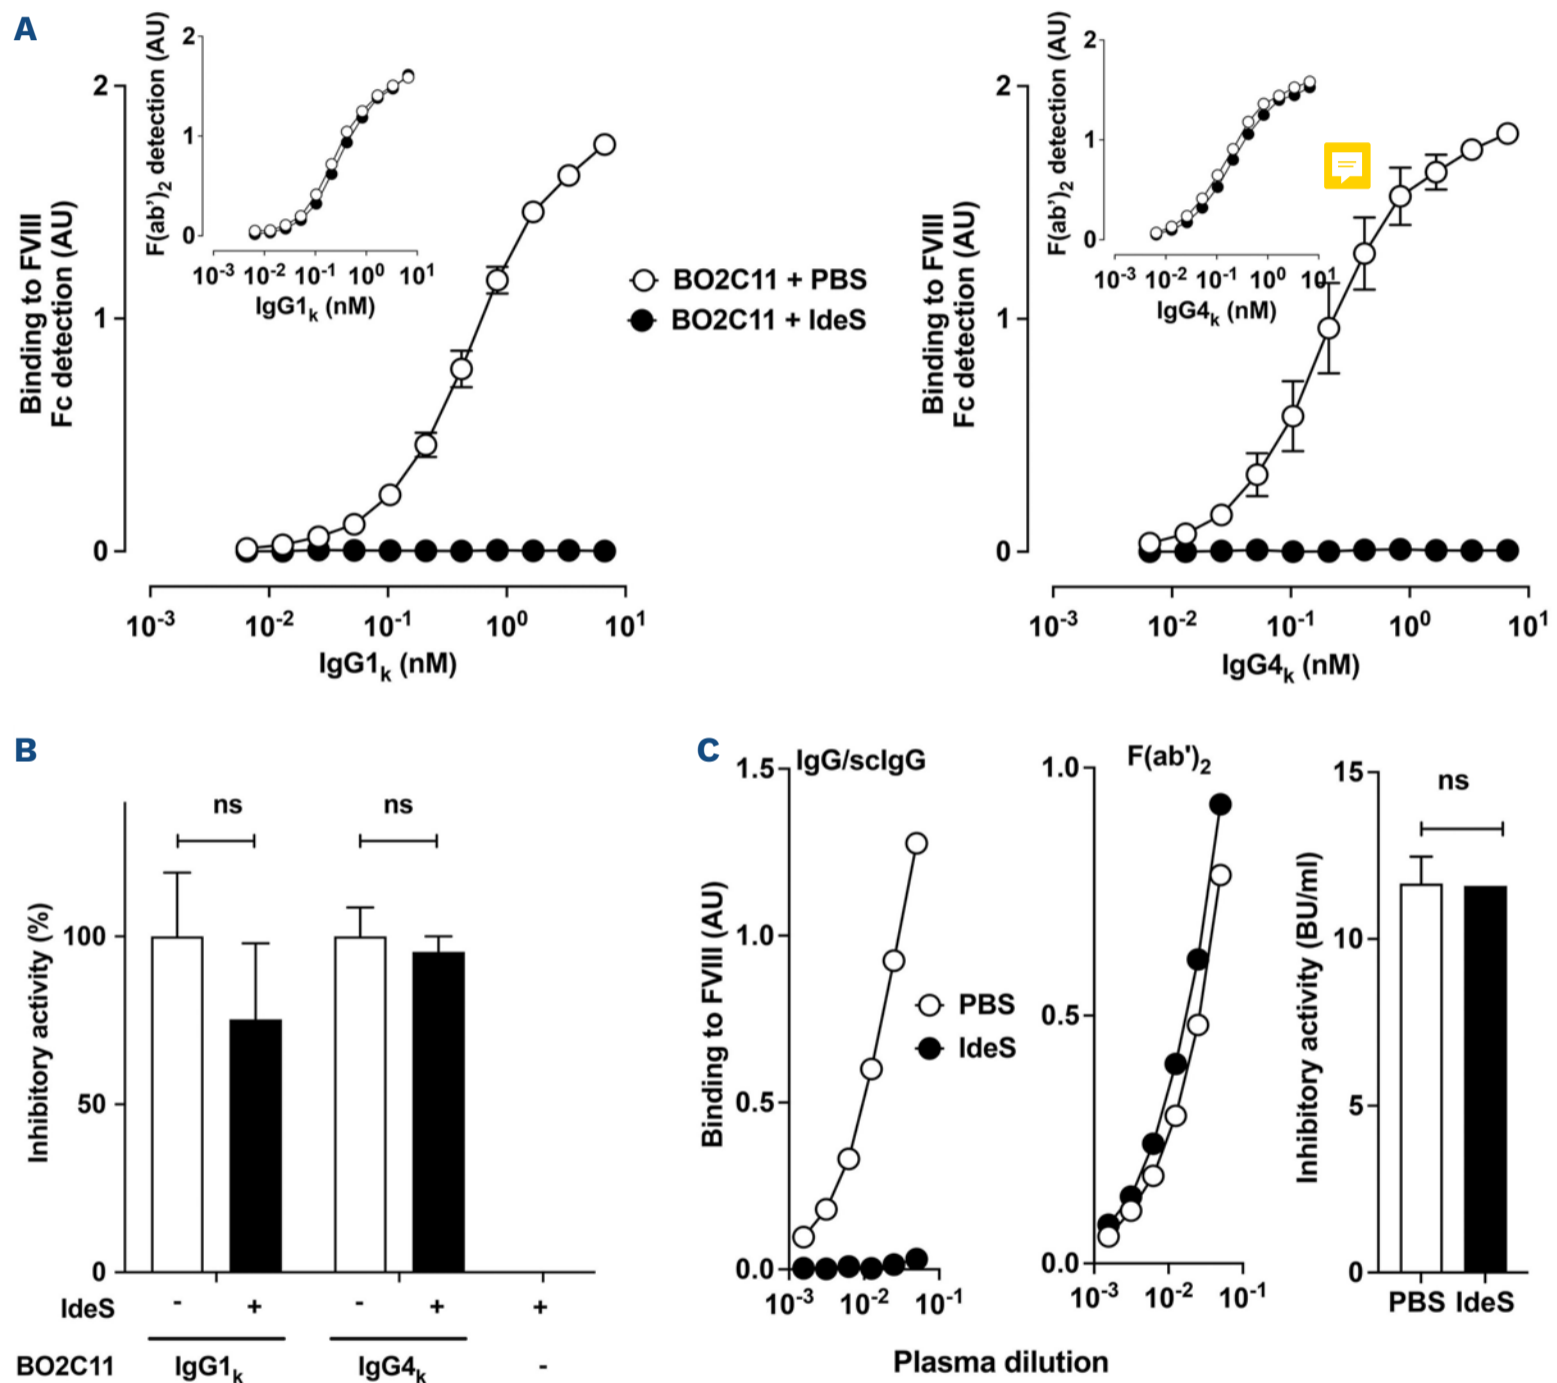 A
2
1
0
Binding to FVIII
Fc detection (AU)
10⁻³ 10⁻² 10⁻¹ 10⁰ 10¹
IgG1ₖ (nM)
2
1
0
F(ab’)₂ detection (AU)
10⁻³ 10⁻² 10⁻¹ 10⁰ 10¹
IgG1ₖ (nM)
BO2C11 + PBS
BO2C11 + IdeS
2
1
0
Binding to FVIII
Fc detection (AU)
10⁻³ 10⁻² 10⁻¹ 10⁰ 10¹
IgG4ₖ (nM)
2
1
0
F(ab’)₂ detection (AU)
10⁻³ 10⁻² 10⁻¹ 10⁰ 10¹
IgG4ₖ (nM)
B
ns ns
100
50
0
Inhibitory activity (%)
IdeS - + - + +
BO2C11 IgG1ₖ IgG4ₖ -
C
IgG/scIgG
1.5
1.0
0.5
0.0
Binding to FVIII (AU)
10⁻³ 10⁻² 10⁻¹
PBS
IdeS
F(ab')₂
1.0
0.5
0.0
10⁻³ 10⁻² 10⁻¹
Plasma dilution
ns
15
10
5
0
Inhibitory activity (BU/ml)
PBS IdeS